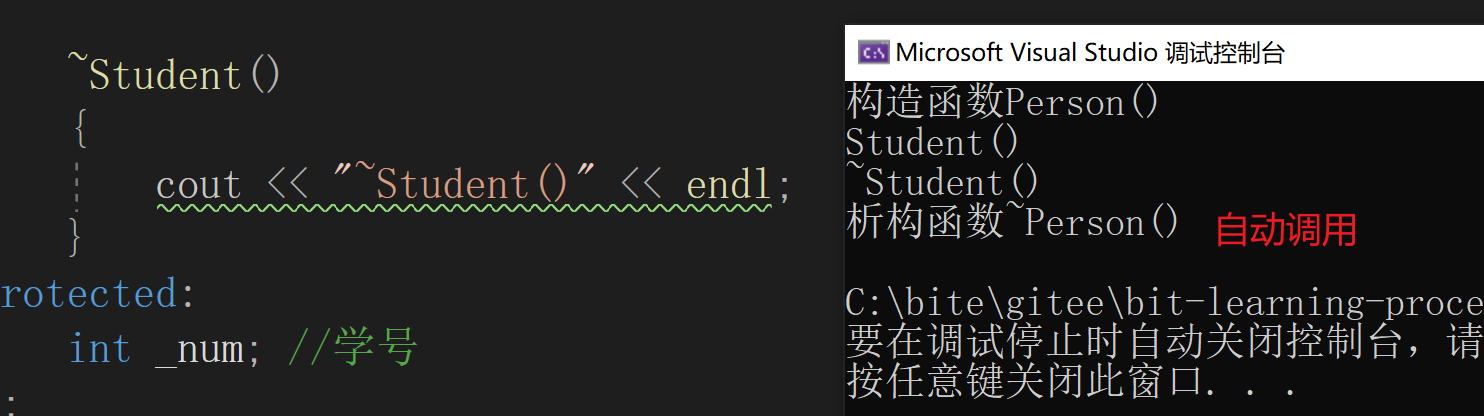 ~Student()
{
cout << "~Student()" << endl;
}
rotected:
int _num; //学号
;
Microsoft Visual Studio 调试控制台
构造函数Person()
Student()
~Student()
析构函数~Person()
自动调用
C:\bite\gitee\bit-learning-proce
要在调试停止时自动关闭控制台，请
按任意键关闭此窗口. . .